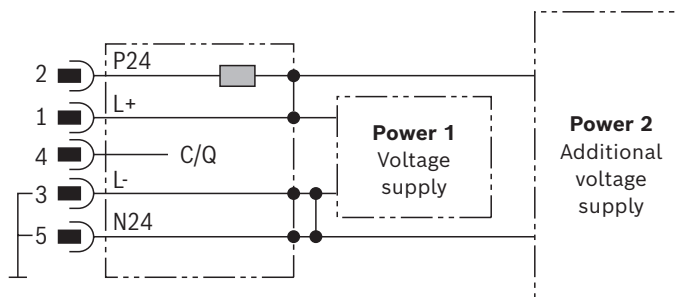 2 P24
1 L+
4 C/Q
3 L-
5 N24
Power 1
Voltage
supply
Power 2
Additional
voltage
supply